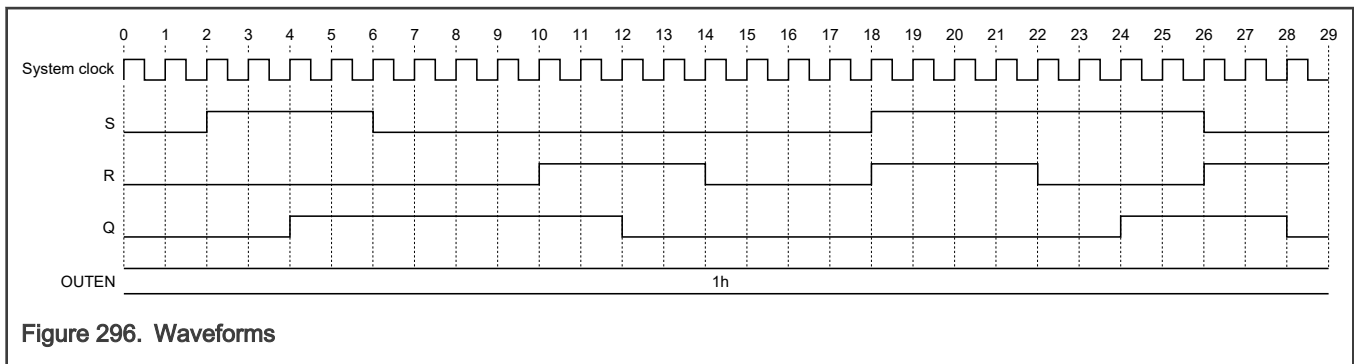 0 1 2 3 4 5 6 7 8 9 10 11 12 13 14 15 16 17 18 19 20 21 22 23 24 25 26 27 28 29
System clock
S
R
Q
OUTEN 1h
Figure 296. Waveforms